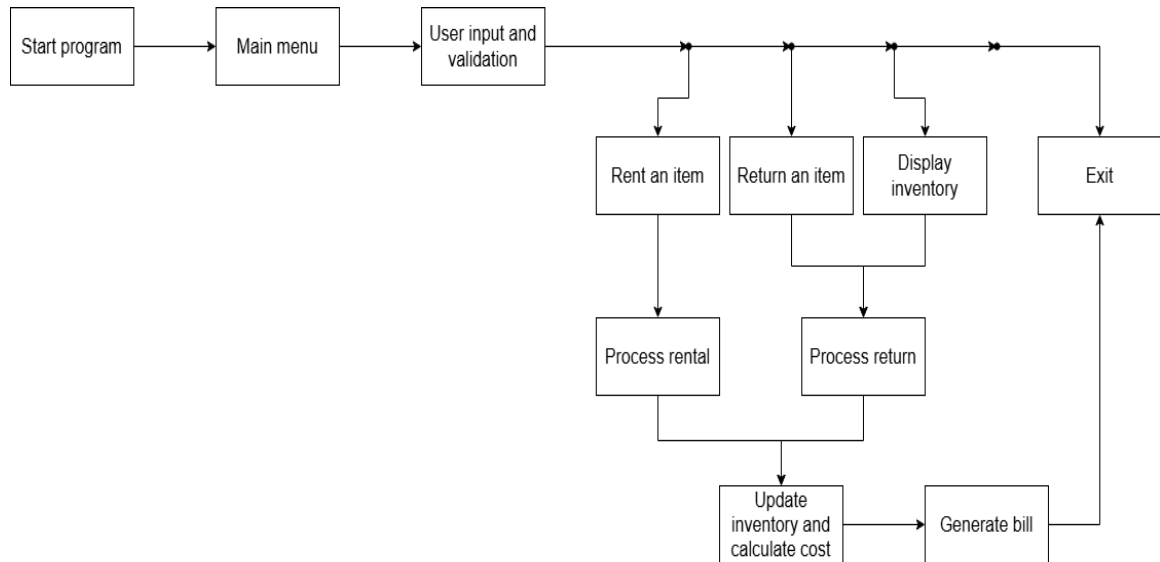 Start program
Main menu
User input and
validation
Rent an item
Return an item
Display
inventory
Exit
Process rental
Process return
Update
inventory and
calculate cost
Generate bill